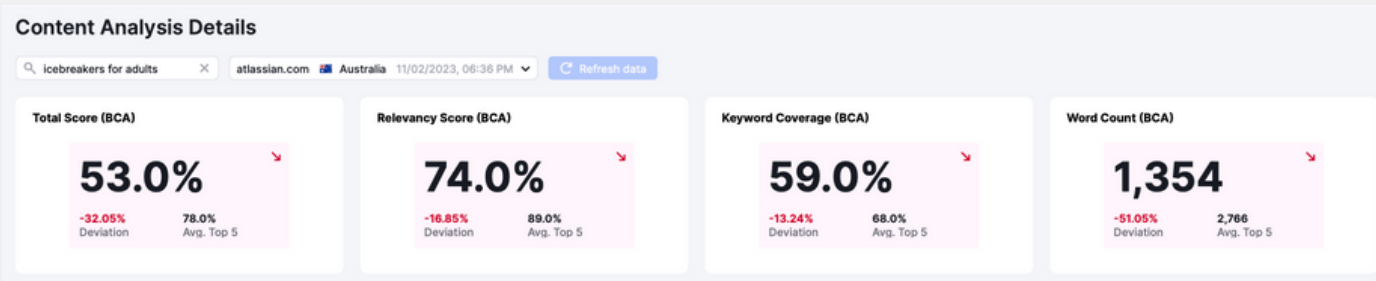 Content Analysis Details
icebreakers for adults atlassian.com Australia 11/02/2023, 06:36 PM Refresh data
Total Score (BCA)
53.0%
-32.05% 78.0%
Deviation Avg. Top 5
Relevancy Score (BCA)
74.0%
-16.85% 89.0%
Deviation Avg. Top 5
Keyword Coverage (BCA)
59.0%
-13.24% 68.0%
Deviation Avg. Top 5
Word Count (BCA)
1,354
-51.05% 2,766
Deviation Avg. Top 5